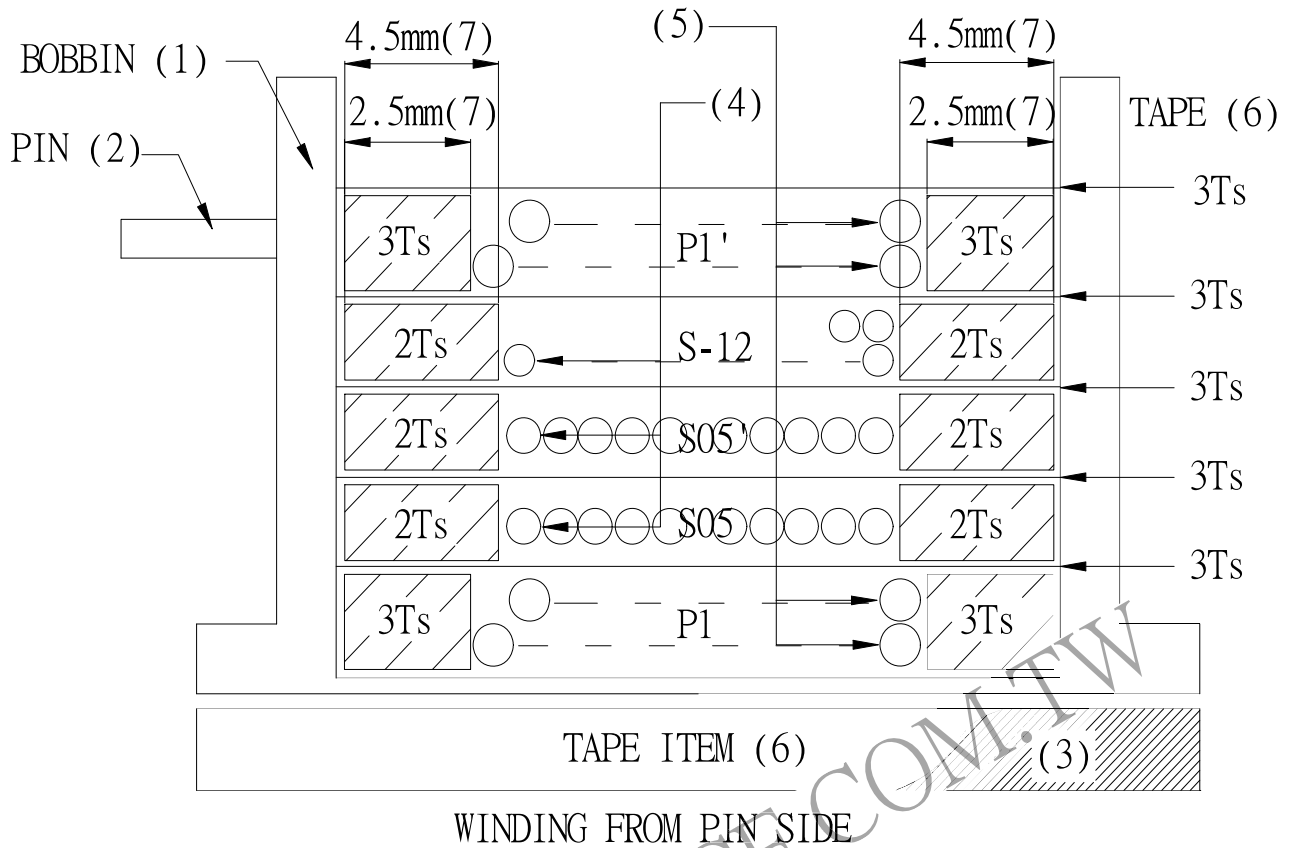 4.5mm(7) (5) 4.5mm(7)
BOBBIN (1)
2.5mm(7) (4) 2.5mm(7) TAPE (6)
PIN (2)
3Ts
3Ts P1' 3Ts
3Ts
2Ts S-12 2Ts
3Ts
2Ts S05' 2Ts
3Ts
2Ts S05 2Ts
3Ts
3Ts P1 3Ts
TAPE ITEM (6) (3)
WINDING FROM PIN SIDE
COM.TW